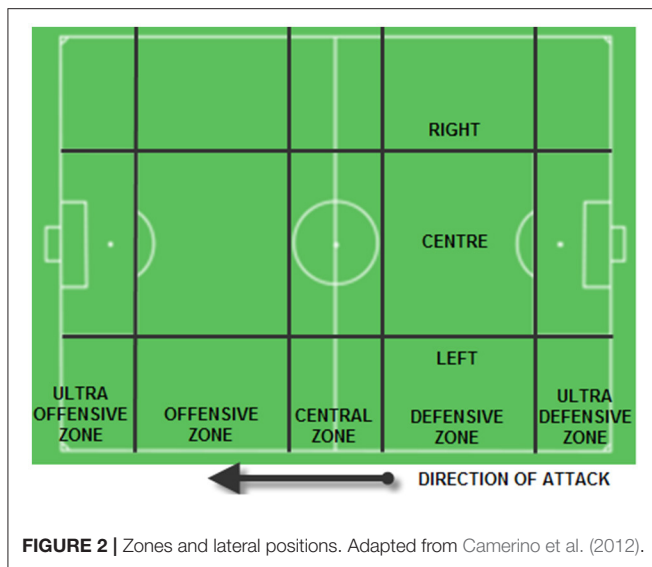 RIGHT
CENTRE
LEFT
ULTRA
OFFENSIVE
ZONE
OFFENSIVE
ZONE
CENTRAL
ZONE
DEFENSIVE
ZONE
ULTRA
DEFENSIVE
ZONE
DIRECTION OF ATTACK
FIGURE 2 | Zones and lateral positions. Adapted from Camerino et al. (2012).